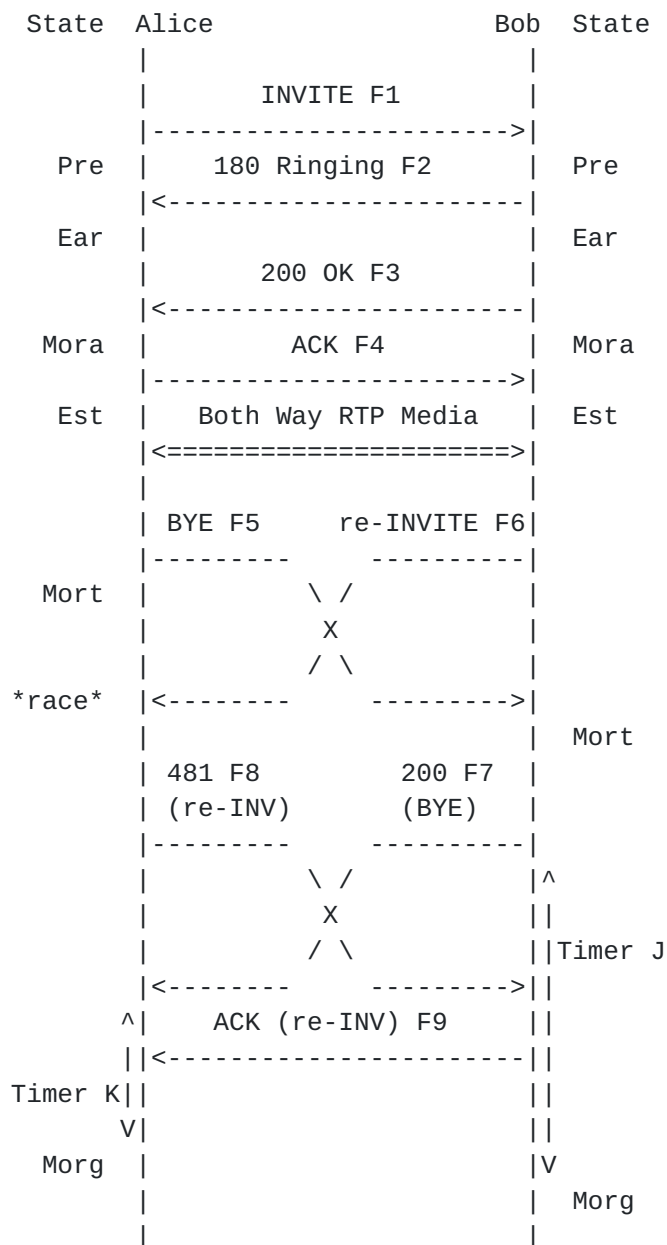 State  Alice                  Bob  State
        |                        |
        |       INVITE F1        |
        |----------------------->|
   Pre  |    180 Ringing F2      |  Pre
        |<-----------------------|
   Ear  |                        |  Ear
        |       200 OK F3        |
        |<-----------------------|
  Mora  |         ACK F4         |  Mora
        |----------------------->|
   Est  |   Both Way RTP Media   |  Est
        |<======================>|
        |                        |
        | BYE F5     re-INVITE F6|
        |---------     ----------|
  Mort  |          \ /           |
        |           X            |
        |          / \           |
*race*  |<--------     --------->|
        |                        |  Mort
        | 481 F8         200 F7  |
        | (re-INV)       (BYE)   |
        |---------     ----------|
        |          \ /           |^
        |           X            ||
        |          / \           ||Timer J
        |<--------     --------->||
       ^|    ACK (re-INV) F9     ||
       ||<-----------------------||
Timer K||                        ||
       V|                        ||
  Morg  |                        |V
        |                        |  Morg
        |                        |